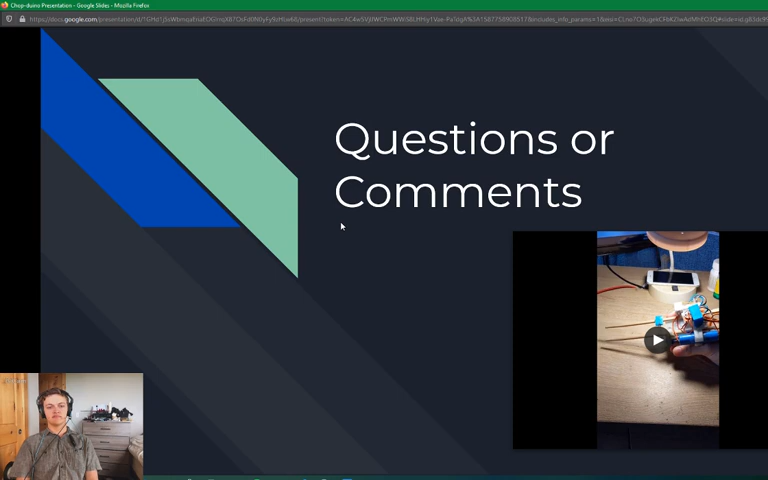 Chop-duino Presentation - Google Slides - Mozilla Firefox
Questions or
Comments